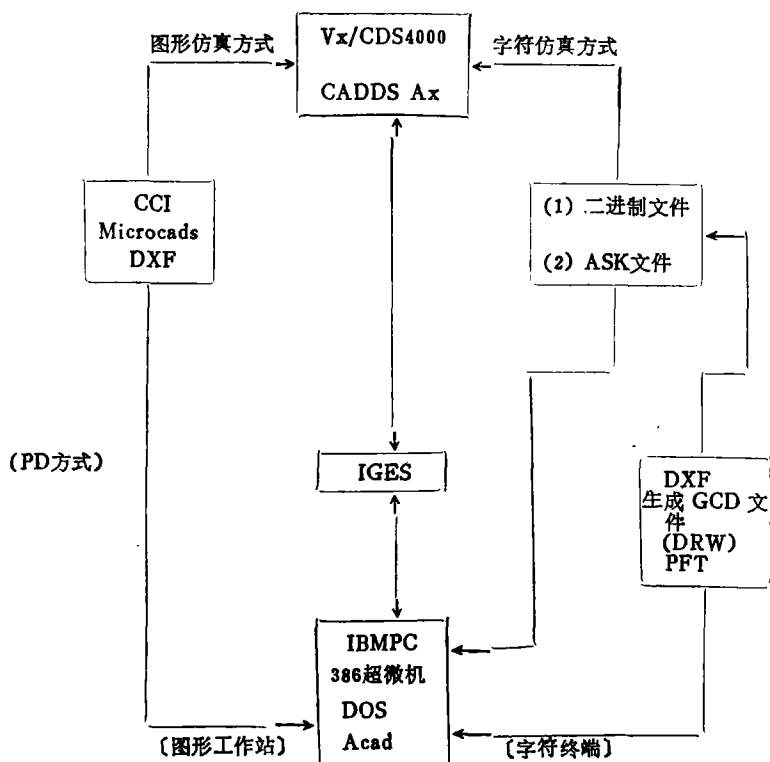 图形仿真方式
Vx/CDS4000
CADDS Ax
字符仿真方式
CCI
Microcads
DXF
(1) 二进制文件
(2) ASK文件
(PD方式)
IGES
DXF
生成 GCD 文
件
(DRW)
PFT
IBMPC
386超微机
DOS
Acad
〔图形工作站〕
〔字符终端〕